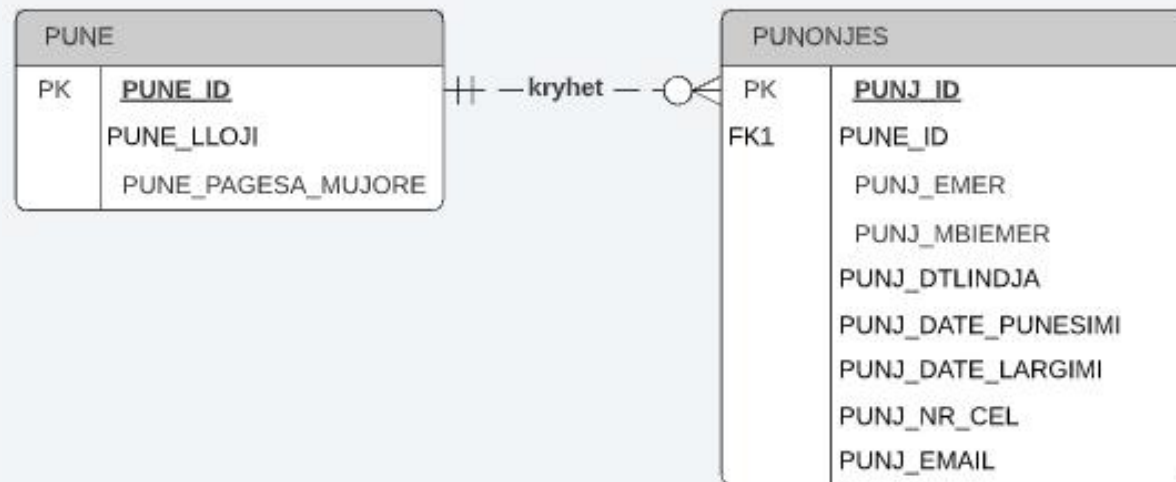 PUNE
PK PUNE_ID
PUNE_LLOJI
PUNE_PAGESA_MUJORE
kryhet
PUNONJES
PK PUNJ_ID
FK1 PUNE_ID
PUNJ_EMER
PUNJ_MBIEMER
PUNJ_DTLINDJA
PUNJ_DATE_PUNESIMI
PUNJ_DATE_LARGIMI
PUNJ_NR_CEL
PUNJ_EMAIL